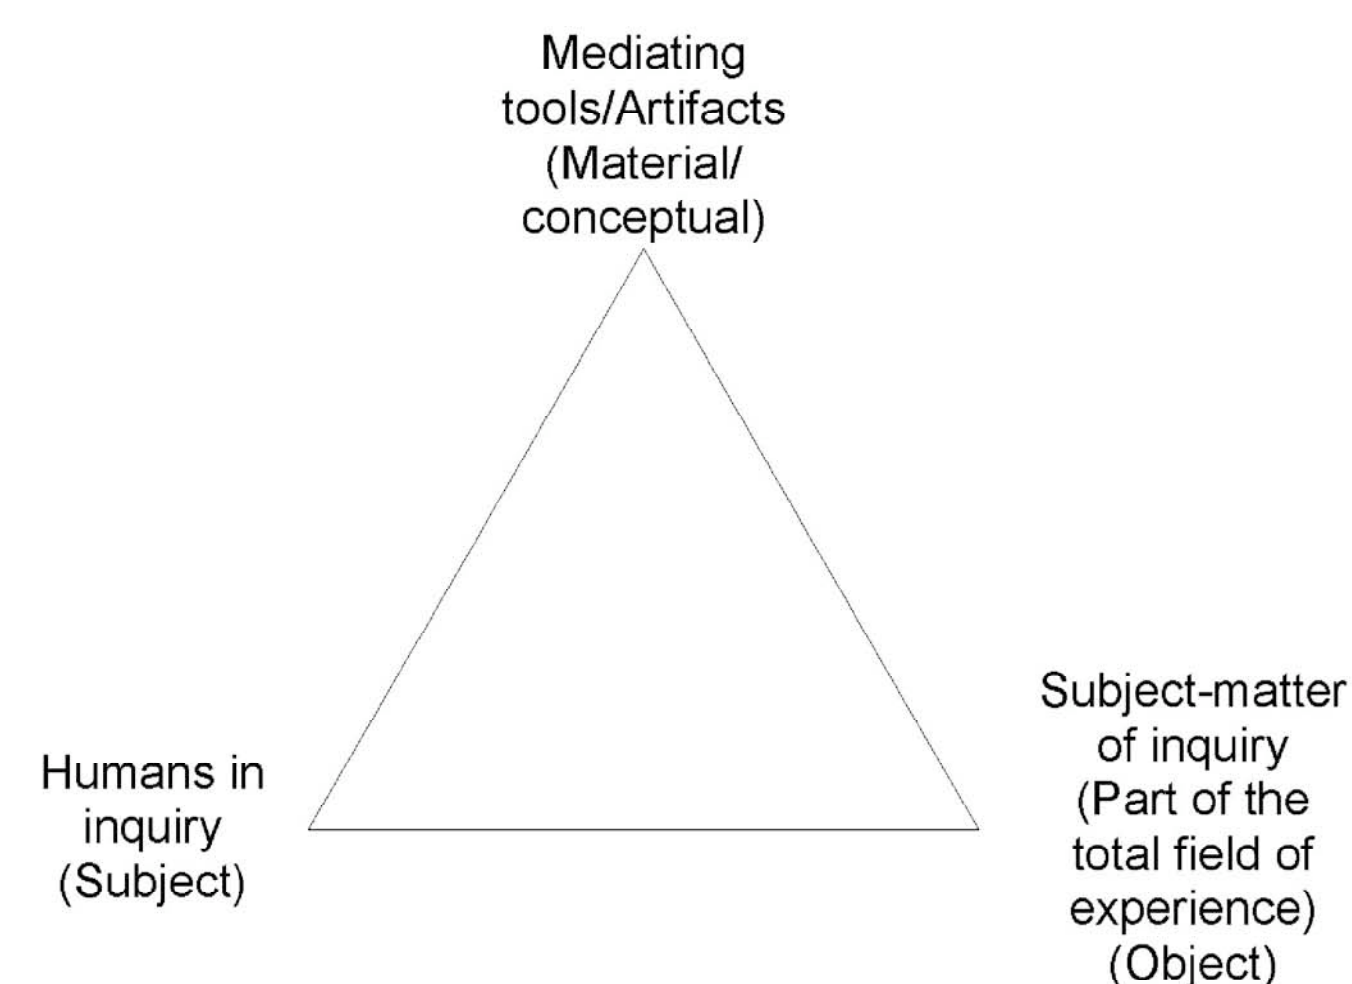 Mediating
tools/Artifacts
(Material/
conceptual)
Humans in
inquiry
(Subject)
Subject-matter
of inquiry
(Part of the
total field of
experience)
(Object)